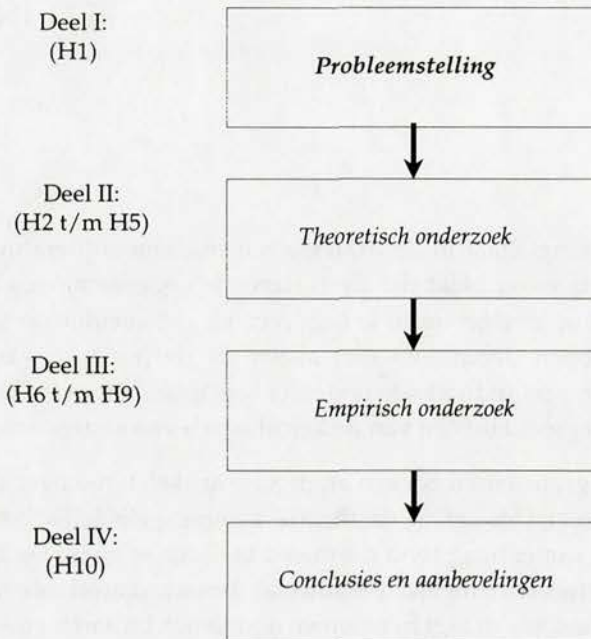 Deel I:
(H1)
Probleemstelling
Deel II:
(H2 t/m H5)
Theoretisch onderzoek
Deel III:
(H6 t/m H9)
Empirisch onderzoek
Deel IV:
(H10)
Conclusies en aanbevelingen